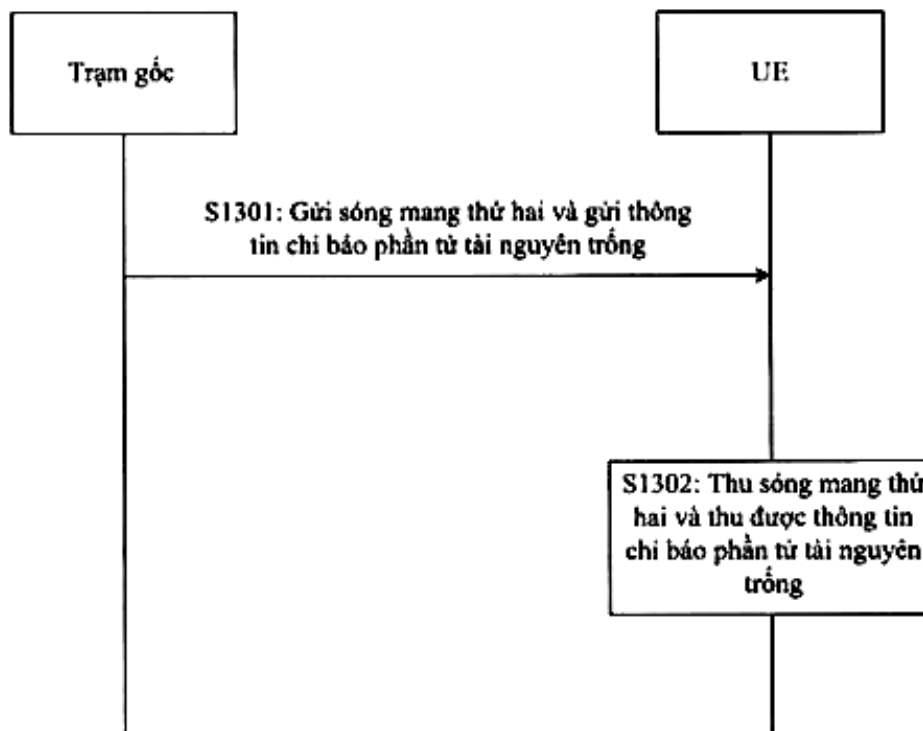 Trạm gốc
UE
S1301: Gửi sóng mang thứ hai và gửi thông
tin chỉ báo phần tử tài nguyên trống
S1302: Thu sóng mang thứ
hai và thu được thông tin
chỉ báo phần tử tài nguyên
trống